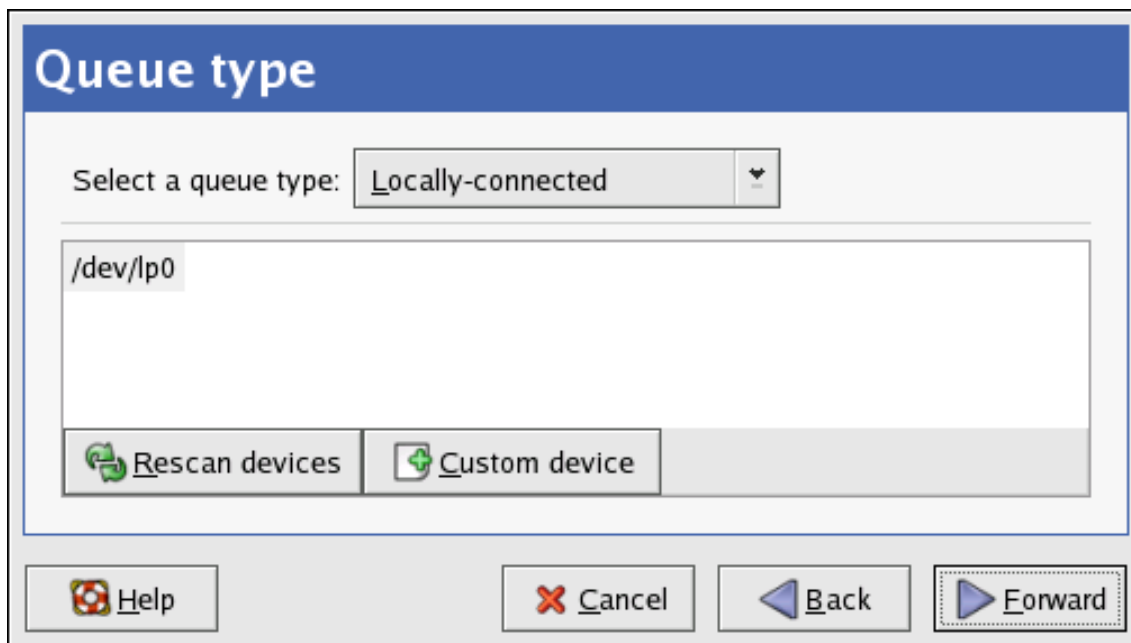 Queue type
Select a queue type: Locally-connected
/dev/lp0
Rescan devices Custom device
Help Cancel Back Forward